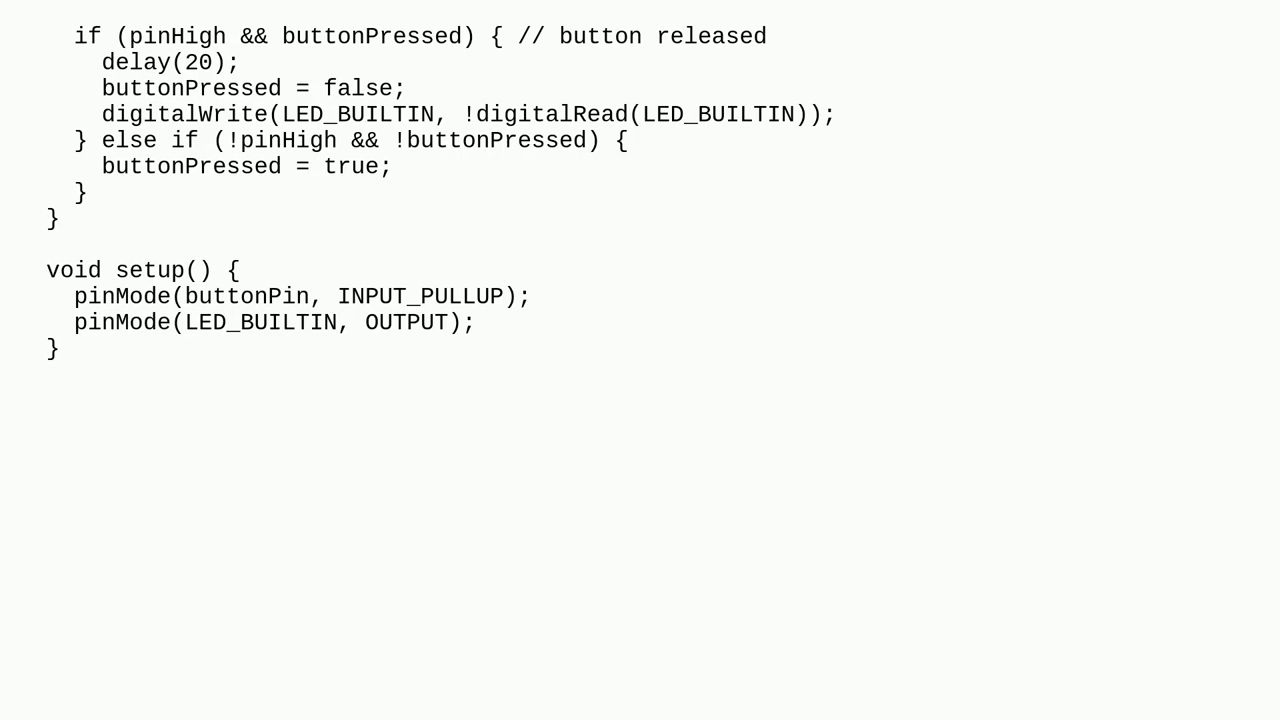 if (pinHigh && buttonPressed) { // button released
delay(20);
buttonPressed = false;
digitalWrite(LED_BUILTIN, !digitalRead(LED_BUILTIN));
} else if (!pinHigh && !buttonPressed) {
buttonPressed = true;
}
}
void setup() {
pinMode(buttonPin, INPUT_PULLUP);
pinMode(LED_BUILTIN, OUTPUT);
}